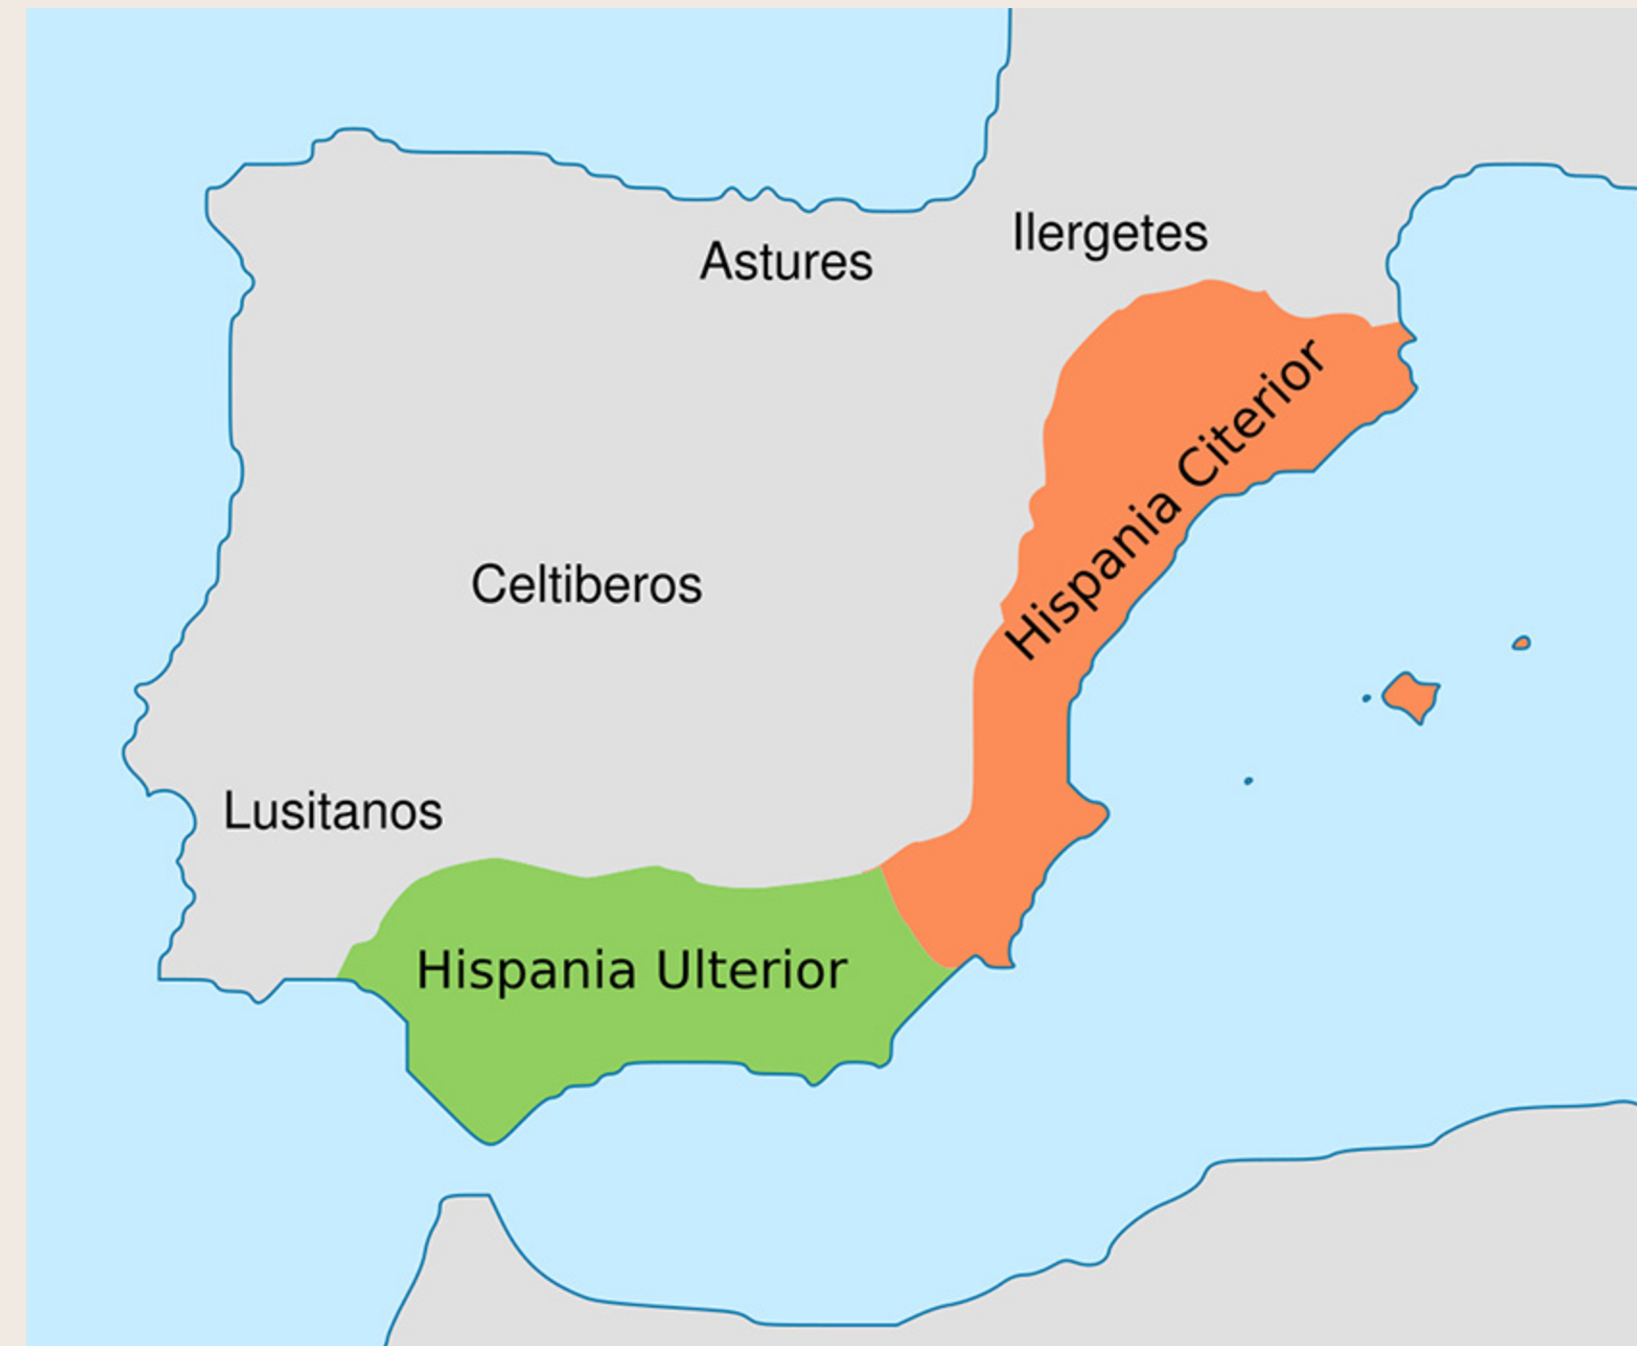 Ilergetes
Astures
Hispania Citerior
Celtiberos
Lusitanos
Hispania Ulterior